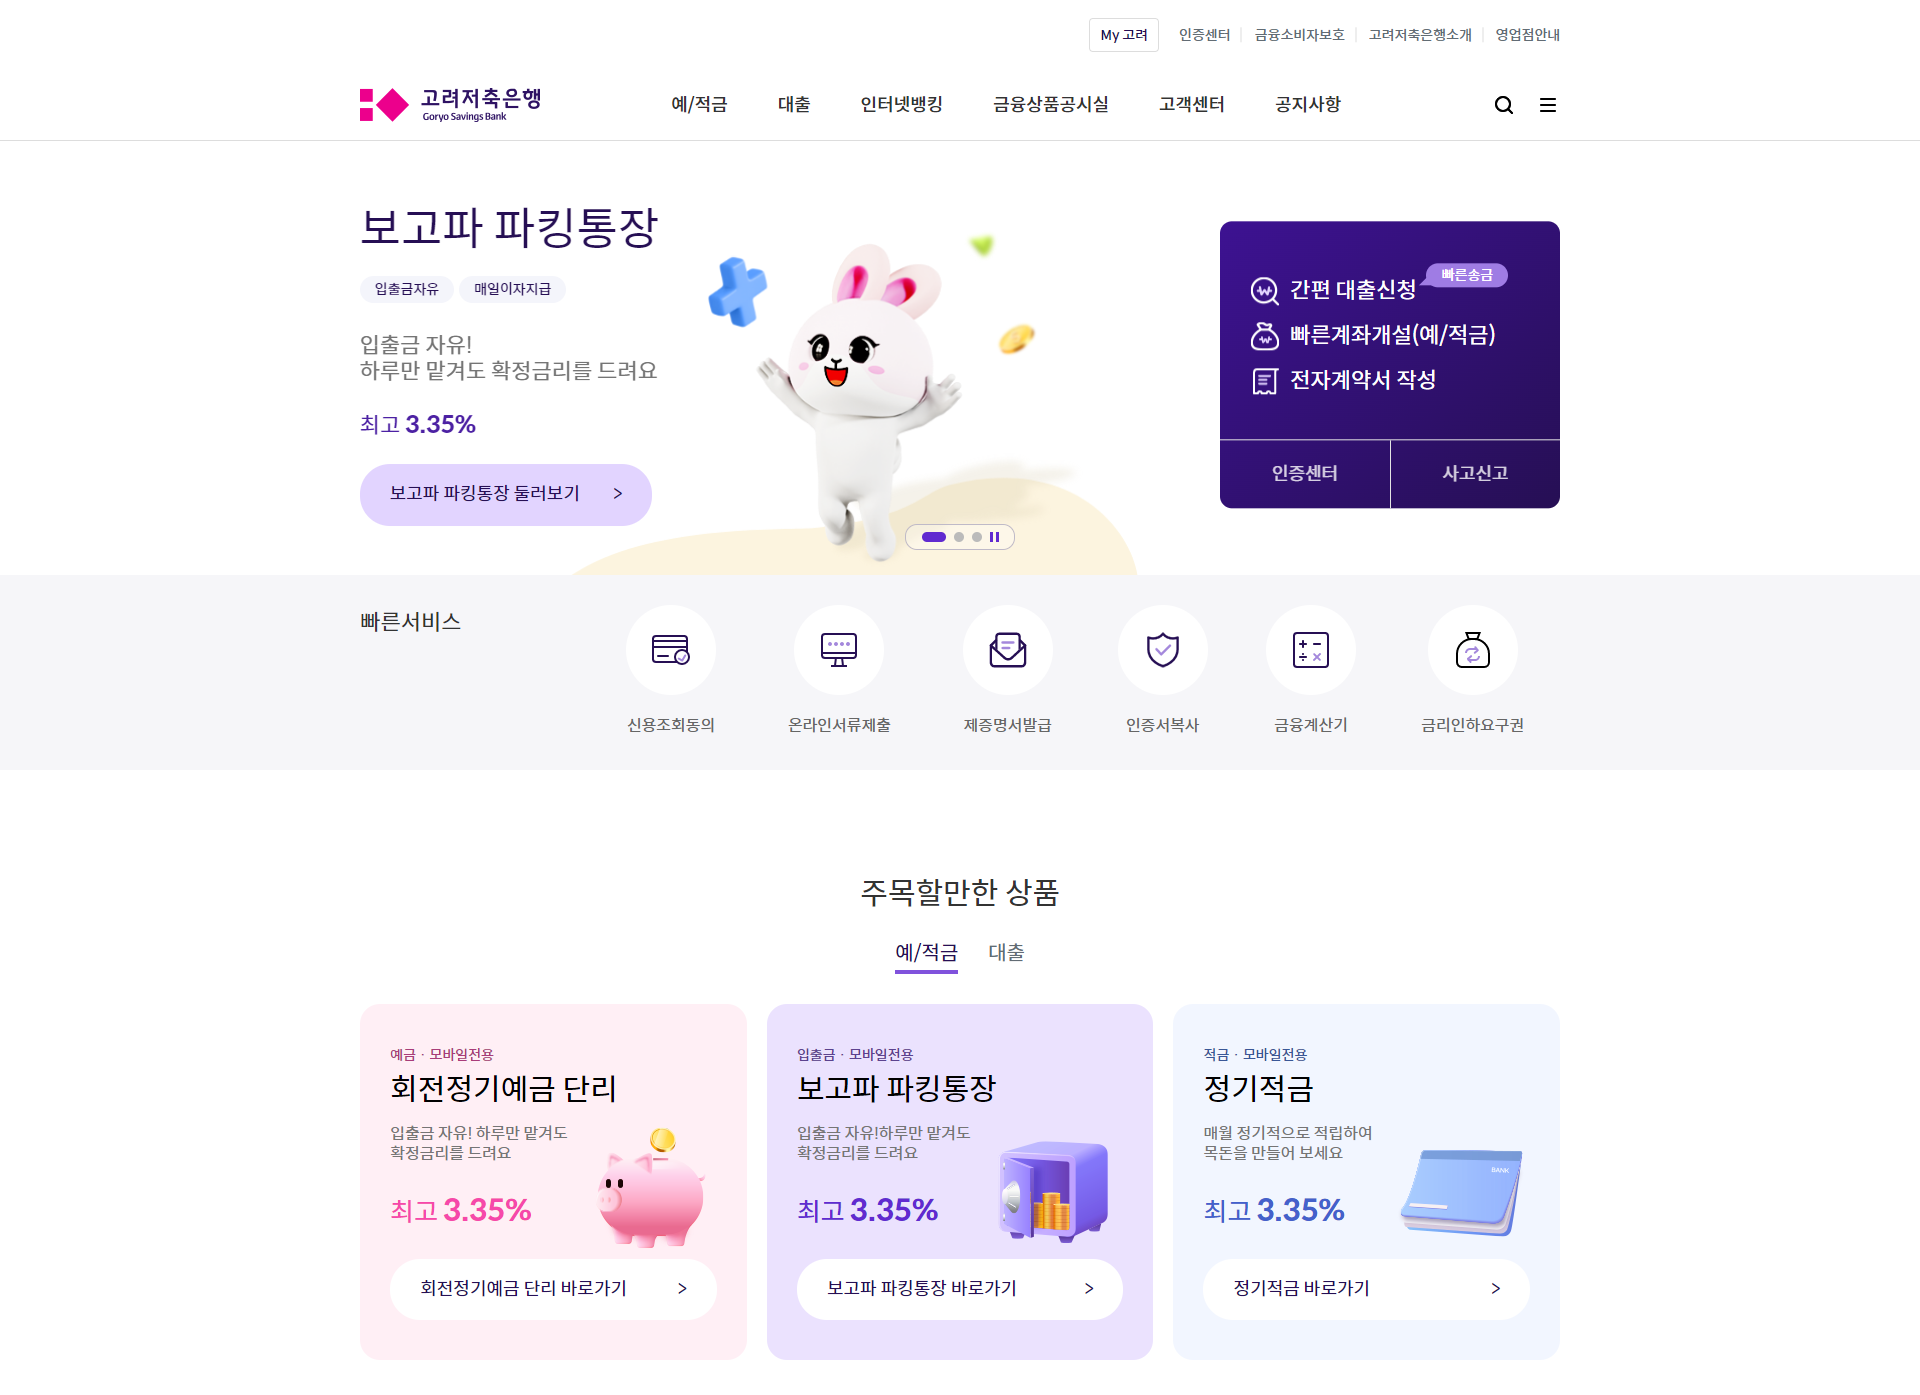 My 고려
인증센터
금융소비자보호
고려저축은행소개
영업점안내
고려저축은행
Goryo Savings Bank
예/적금
대출
인터넷뱅킹
금융상품공시실
고객센터
공지사항
보고파 파킹통장
입출금자유
매일이자지급
입출금 자유!
하루만 맡겨도 확정금리를 드려요
최고 3.35%
보고파 파킹통장 둘러보기 >
빠른송금
간편 대출신청
빠른계좌개설(예/적금)
전자계약서 작성
인증센터
사고신고
빠른서비스
신용조회동의
온라인서류제출
제증명서발급
인증서복사
금융계산기
금리인하요구권
주목할만한 상품
예/적금
대출
예금 · 모바일전용
회전정기예금 단리
입출금 자유! 하루만 맡겨도
확정금리를 드려요
최고 3.35%
회전정기예금 단리 바로가기 >
입출금 · 모바일전용
보고파 파킹통장
입출금 자유!하루만 맡겨도
확정금리를 드려요
최고 3.35%
보고파 파킹통장 바로가기 >
적금 · 모바일전용
정기적금
매월 정기적으로 적립하여
목돈을 만들어 보세요
BANK
최고 3.35%
정기적금 바로가기 >